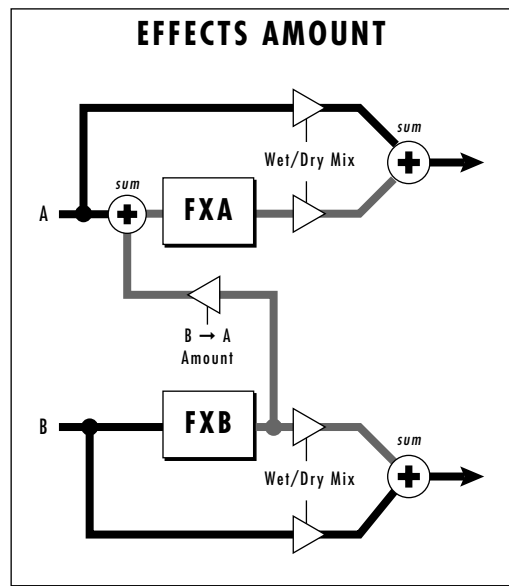 EFFECTS AMOUNT
sum
Wet/Dry Mix
sum
A
FXA
B → A
Amount
B
FXB
sum
Wet/Dry Mix